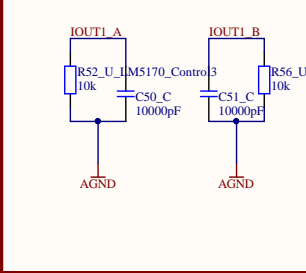 IOUT1_A
IOUT1_B
R52_U_LM5170_Control3
10k
C50_C
10000pF
C51_C
10000pF
R56_U
10k
AGND
AGND